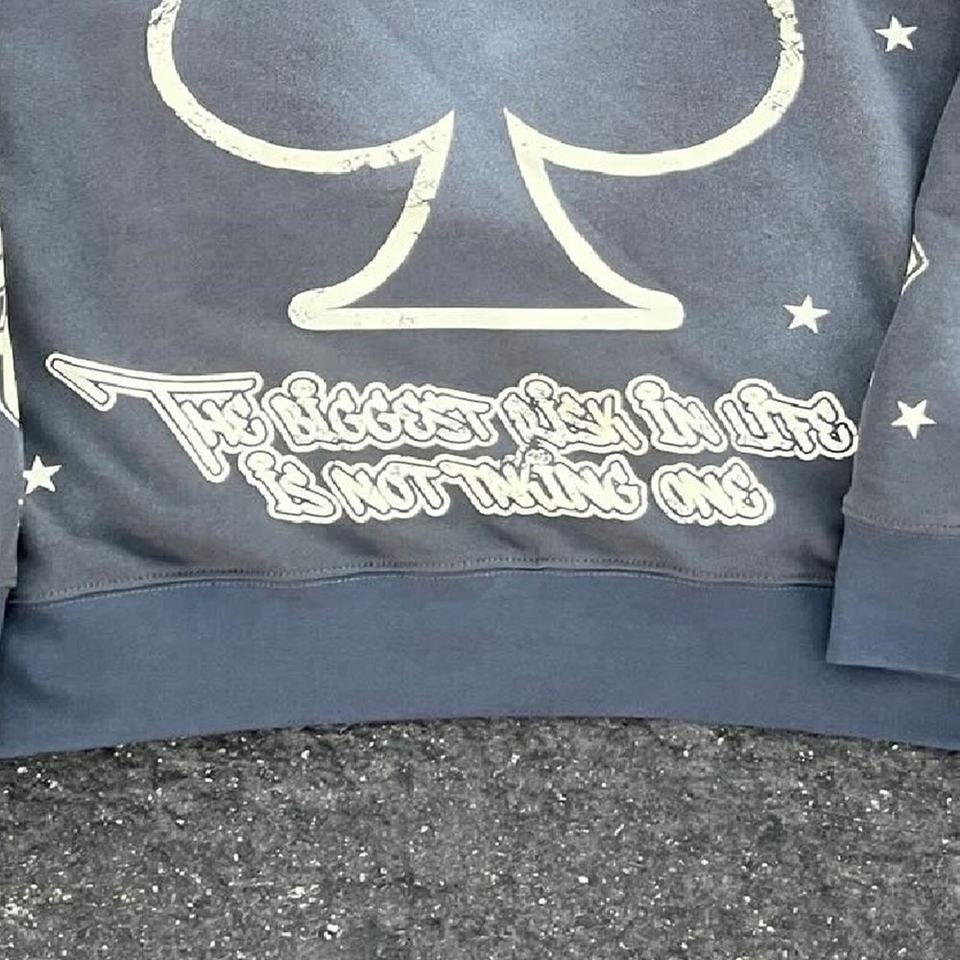 THE BIGGEST RISK IN LIFE
IS NOT TAKING ONE